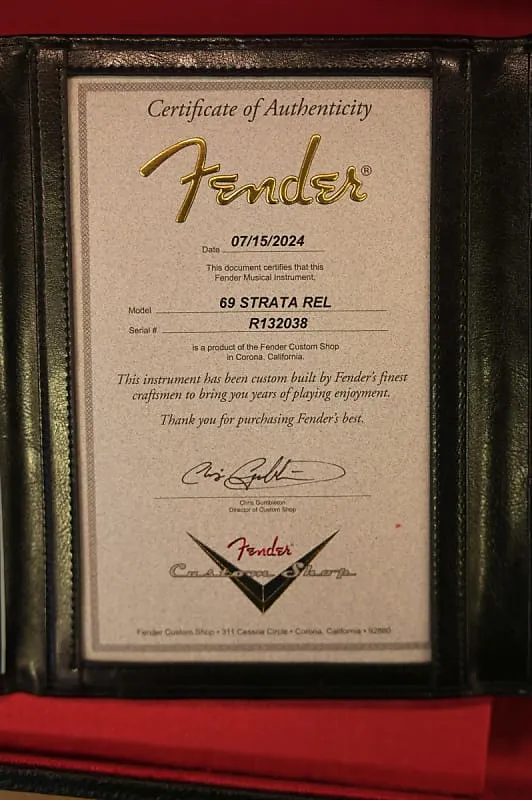 Certificate of Authenticity
Fender®
Date 07/15/2024
This document certifies that this
Fender Musical Instrument,
Model 69 STRATA REL
Serial # R132038
is a product of the Fender Custom Shop
in Corona, California.
This instrument has been custom built by Fender's finest
craftsmen to bring you years of playing enjoyment.
Thank you for purchasing Fender's best.
Chris Gumbleton
Director of Custom Shop
Fender
Custom Shop
Fender Custom Shop • 311 Cessna Circle • Corona, California • 92880